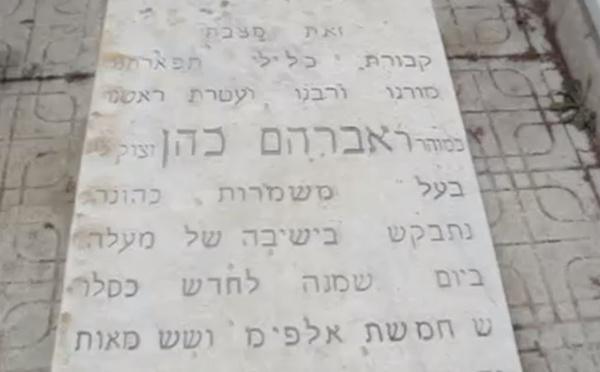 זאת מצבת
קבורת כלילי תפארתנו
מורנו ורבנו ועטרת ראשנו
כמוהר ר אברהם כהן זצוק
בעל משמרות כהונה
נתבקש בישיבה של מעלה
ביום שמנה לחדש כסלו
ש חמשת אלפים ושש מאות